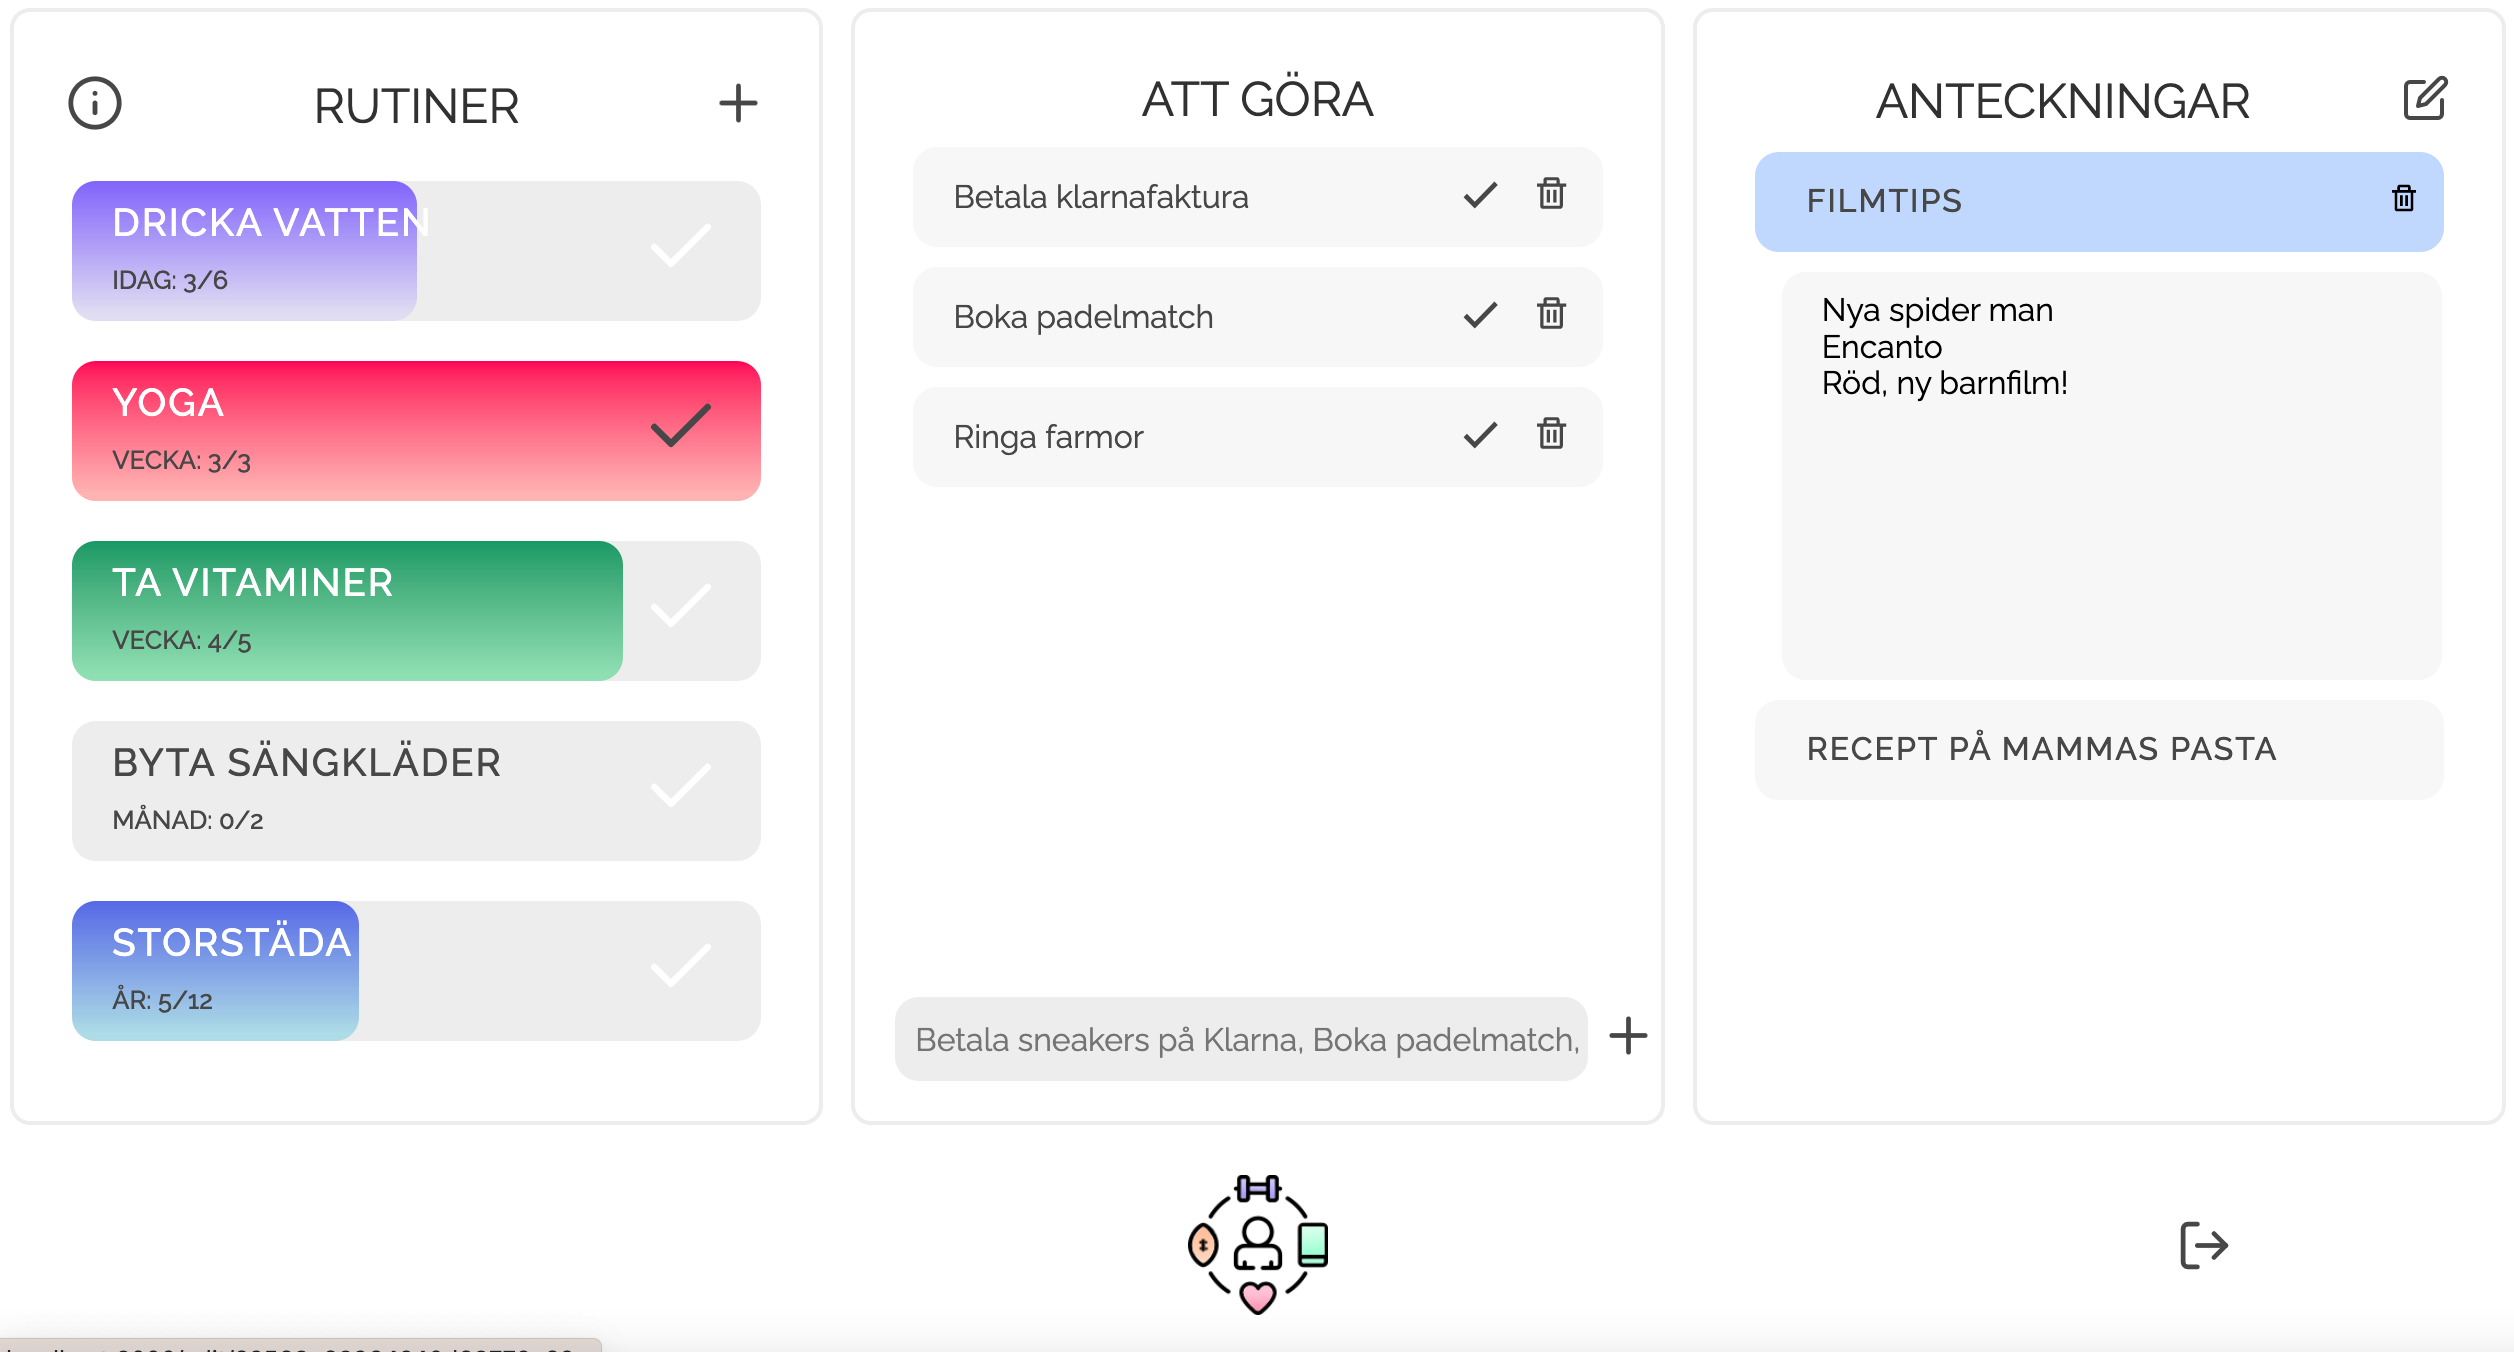 RUTINER
DRICKA VATTEN
IDAG: 3/6
YOGA
VECKA: 3/3
TA VITAMINER
VECKA: 4/5
BYTA SÄNGKLÄDER
MÅNAD: 0/2
STORSTÄDA
ÅR: 5/12
ATT GÖRA
Betala klarnafaktura
Boka padelmatch
Ringa farmor
Betala sneakers på Klarna, Boka padelmatch,
ANTECKNINGAR
FILMTIPS
Nya spider man
Encanto
Röd, ny barnfilm!
RECEPT PÅ MAMMAS PASTA